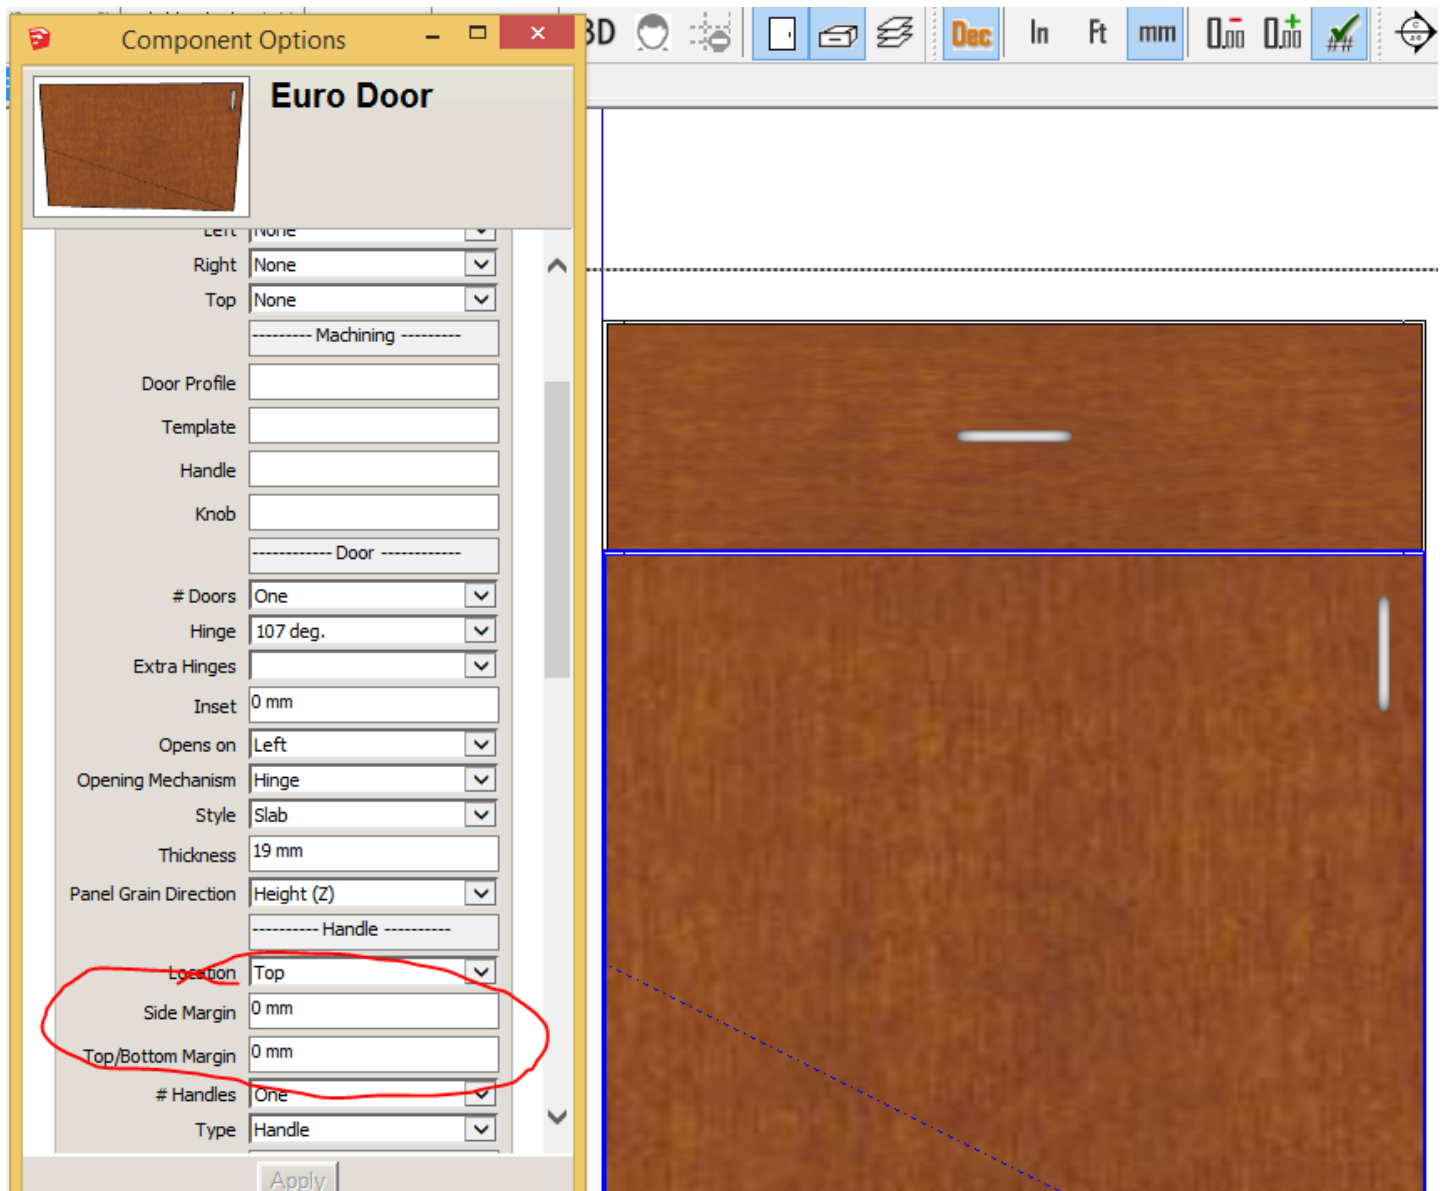 Component Options
3D
Dec
In
Ft
mm
Euro Door
Left None
Right None
Top None
--------- Machining ---------
Door Profile
Template
Handle
Knob
------------ Door ------------
# Doors One
Hinge 107 deg.
Extra Hinges
Inset 0 mm
Opens on Left
Opening Mechanism Hinge
Style Slab
Thickness 19 mm
Panel Grain Direction Height (Z)
---------- Handle ----------
Location Top
Side Margin 0 mm
Top/Bottom Margin 0 mm
# Handles One
Type Handle
Apply